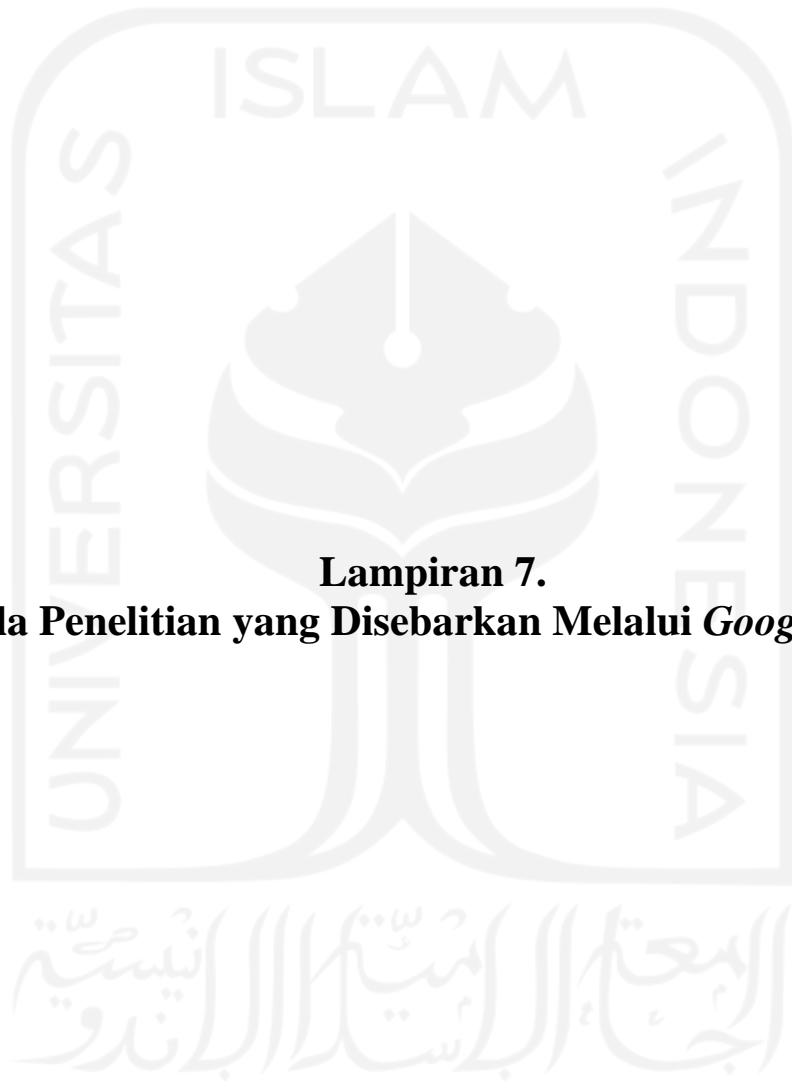 ISLAM
UNIVERSITAS
INDONESIA
Lampiran 7.
la Penelitian yang Disebarkan Melalui Goog